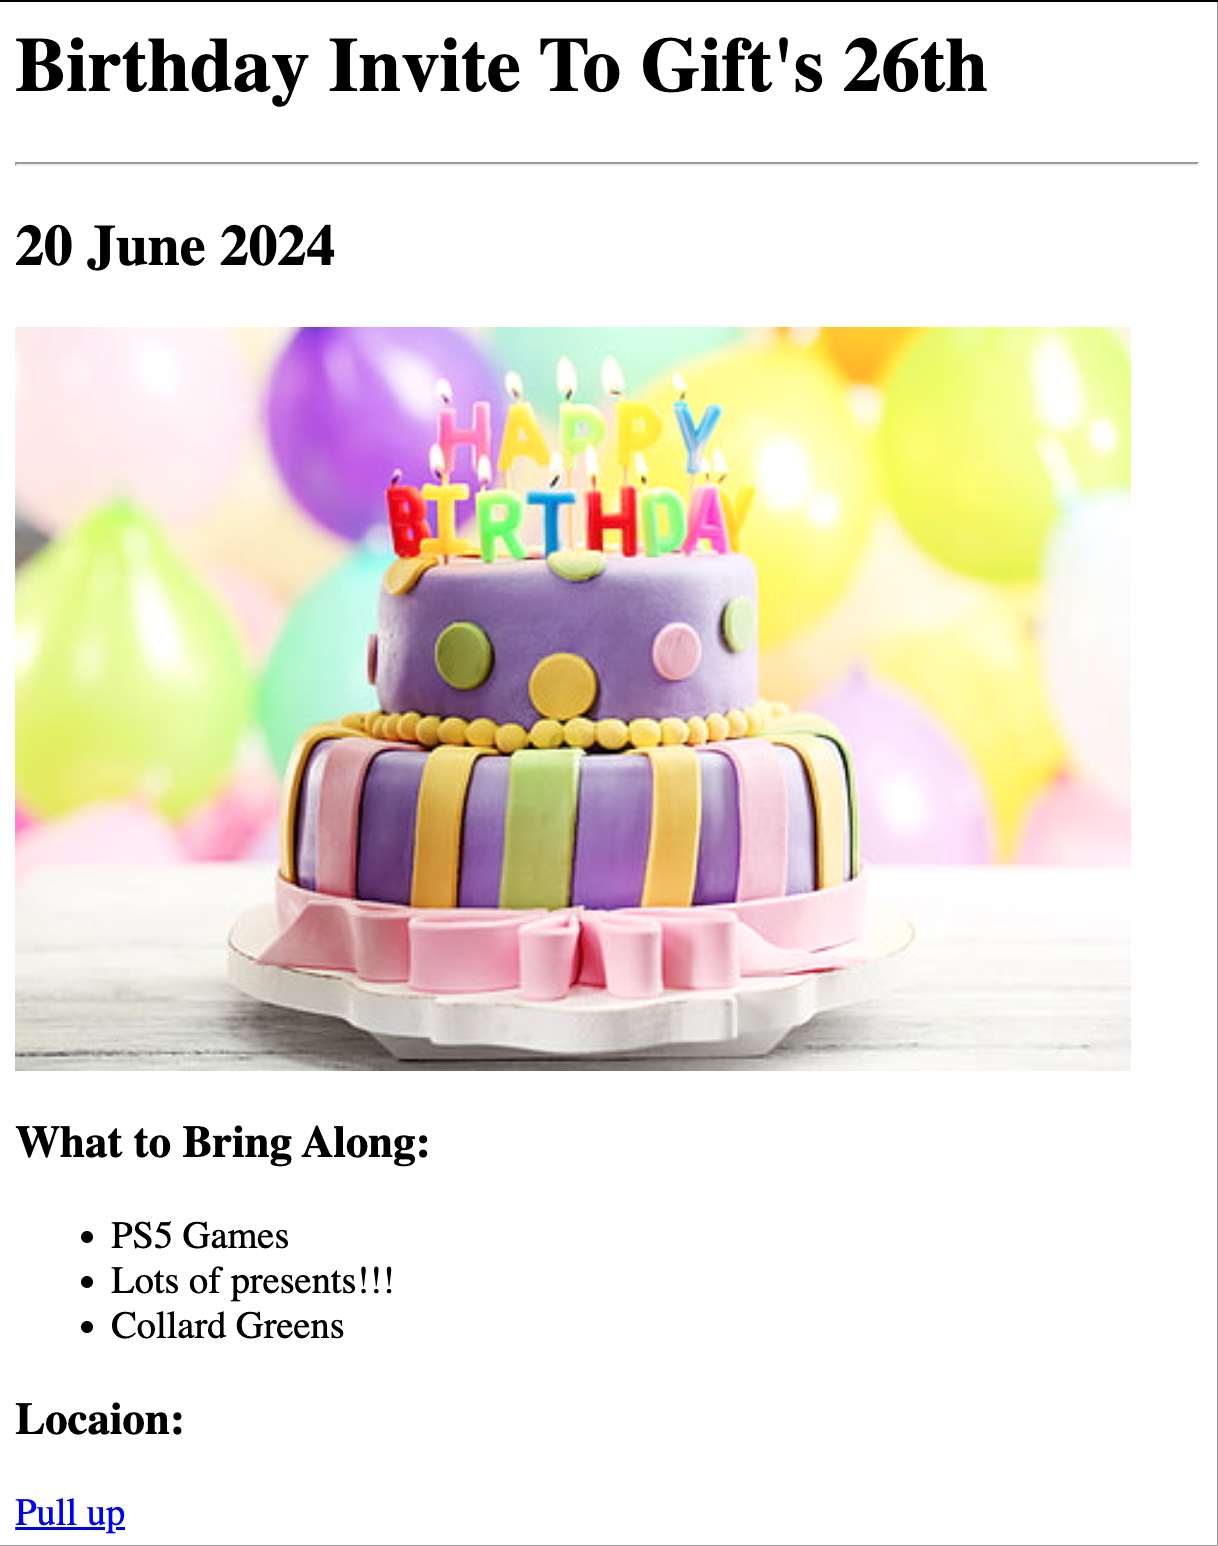 Birthday Invite To Gift's 26th
20 June 2024
HAPPY
BIRTHDAY
What to Bring Along:
• PS5 Games
• Lots of presents!!!
• Collard Greens
Locaion:
Pull up